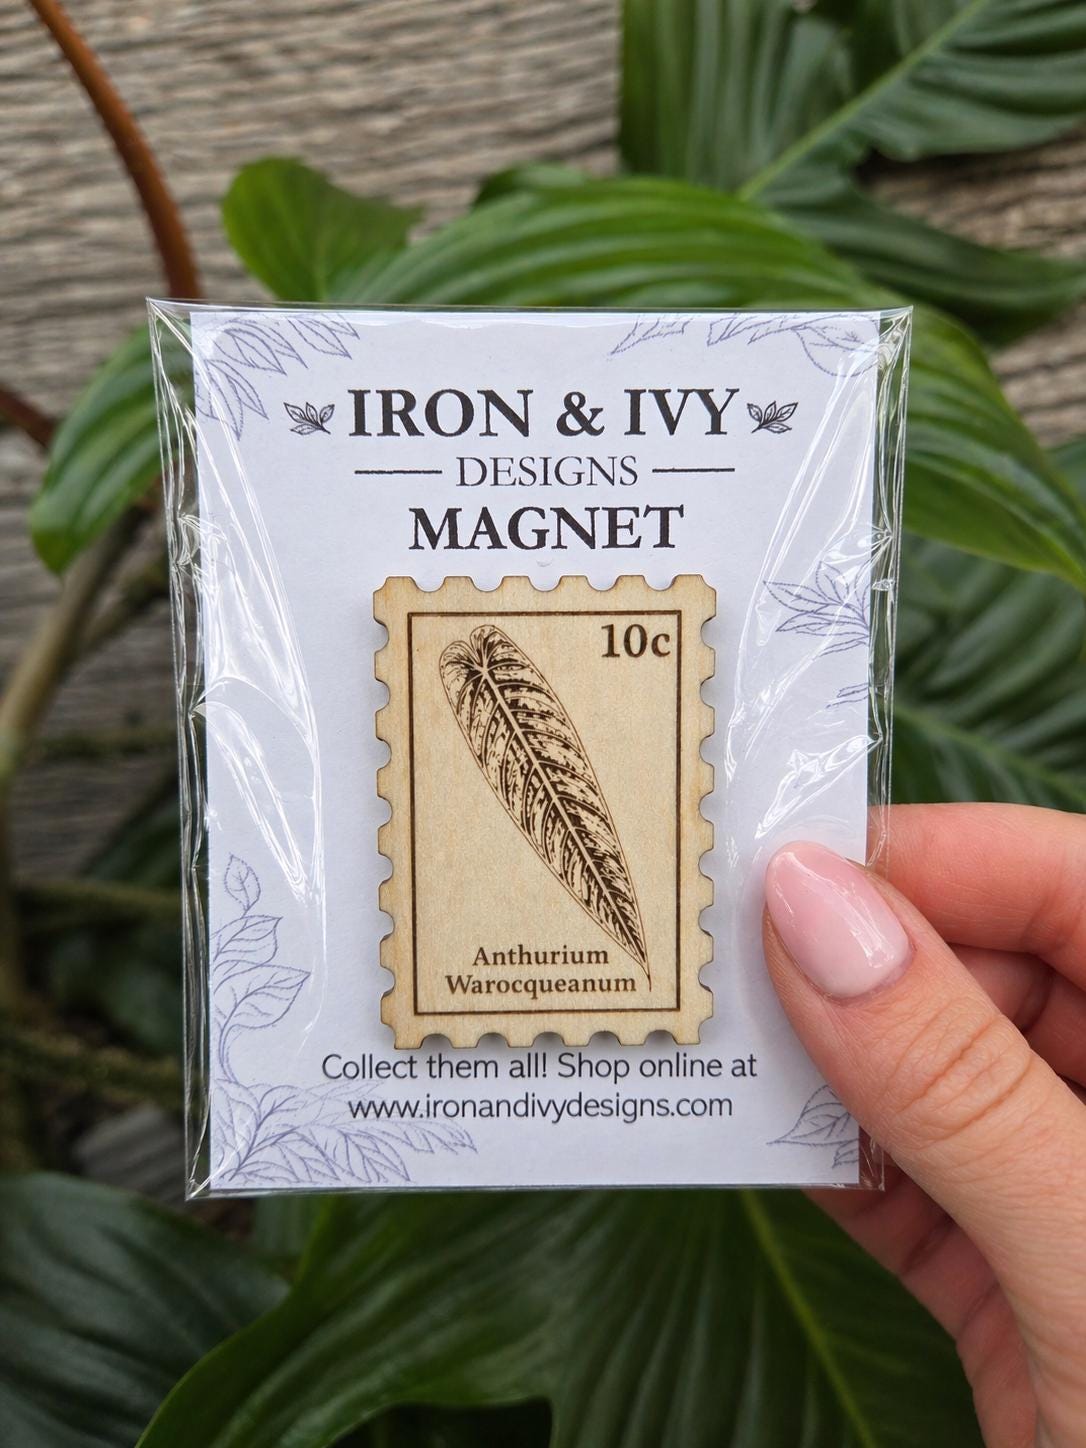 IRON & IVY
DESIGNS
MAGNET
10c
Anthurium
Warocqueanum
Collect them all! Shop online at
www.ironandivydesigns.com